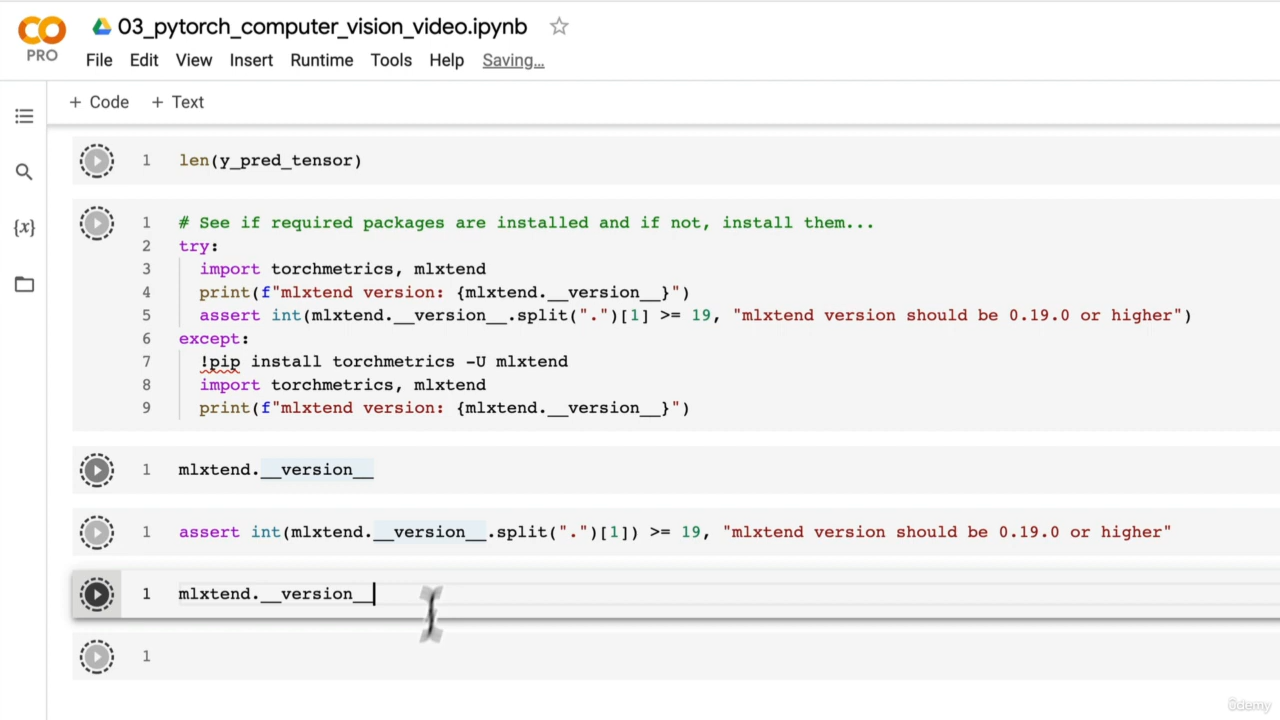 03_pytorch_computer_vision_video.ipynb
PRO
File Edit View Insert Runtime Tools Help Saving...
+ Code + Text
{x}
1 len(y_pred_tensor)
1 # See if required packages are installed and if not, install them...
2 try:
3 import torchmetrics, mlxtend
4 print(f"mlxtend version: {mlxtend.__version__}")
5 assert int(mlxtend.__version__.split(".")[1] >= 19, "mlxtend version should be 0.19.0 or higher")
6 except:
7 !pip install torchmetrics -U mlxtend
8 import torchmetrics, mlxtend
9 print(f"mlxtend version: {mlxtend.__version__}")
1 mlxtend.__version__
1 assert int(mlxtend.__version__.split(".")[1]) >= 19, "mlxtend version should be 0.19.0 or higher"
1 mlxtend.__version__
1
ûdemy